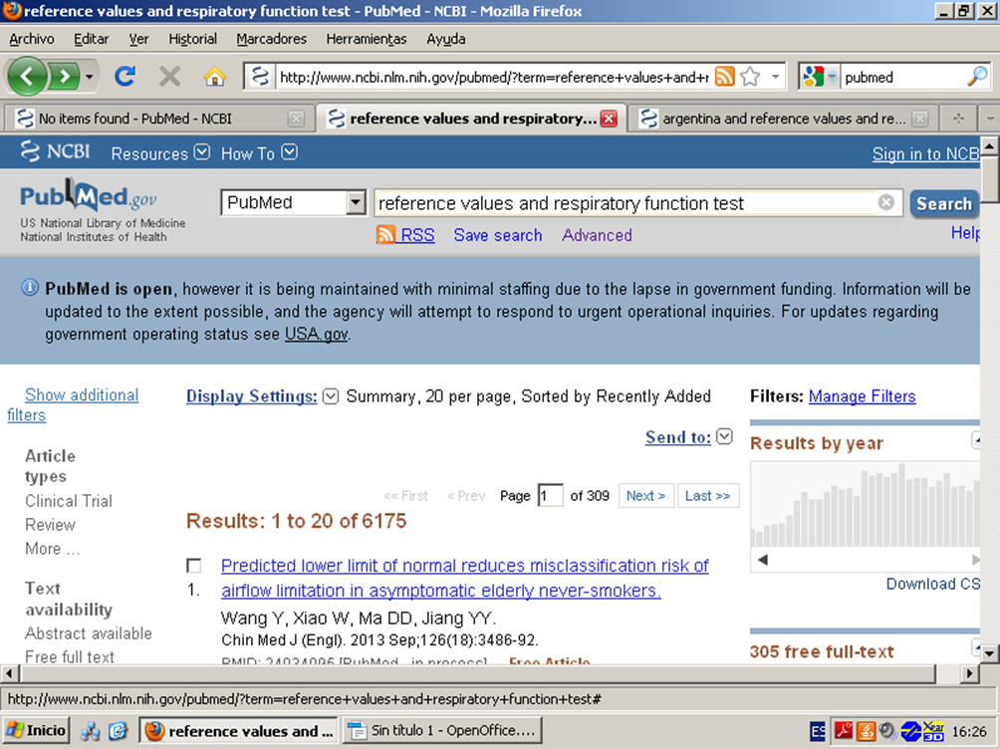 reference values and respiratory function test - PubMed - NCBI - Mozilla Firefox
Archivo Editar Ver Historial Marcadores Herramientas Ayuda
http://www.ncbi.nlm.nih.gov/pubmed/?term=reference+values+and+r
pubmed
No items found - PubMed - NCBI
reference values and respiratory...
argentina and reference values and re...
NCBI Resources How To Sign in to NCB
PubMed.gov
US National Library of Medicine
National Institutes of Health
PubMed
reference values and respiratory function test
Search
RSS Save search Advanced
Help
PubMed is open, however it is being maintained with minimal staffing due to the lapse in government funding. Information will be
updated to the extent possible, and the agency will attempt to respond to urgent operational inquiries. For updates regarding
government operating status see USA.gov.
Show additional
filters
Article
types
Clinical Trial
Review
More ...
Text
availability
Abstract available
Free full text
Display Settings: Summary, 20 per page, Sorted by Recently Added
Send to:
<< First < Prev Page 1 of 309 Next > Last >>
Results: 1 to 20 of 6175
Predicted lower limit of normal reduces misclassification risk of
1. airflow limitation in asymptomatic elderly never-smokers.
Wang Y, Xiao W, Ma DD, Jiang YY.
Chin Med J (Engl). 2013 Sep;126(18):3486-92.
PMID: 24034096 [PubMed - in process] Free Article
Filters: Manage Filters
Results by year
Download CS
305 free full-text
http://www.ncbi.nlm.nih.gov/pubmed/?term=reference+values+and+respiratory+function+test#
Inicio
reference values and ...
Sin título 1 - OpenOffice....
ES
16:26